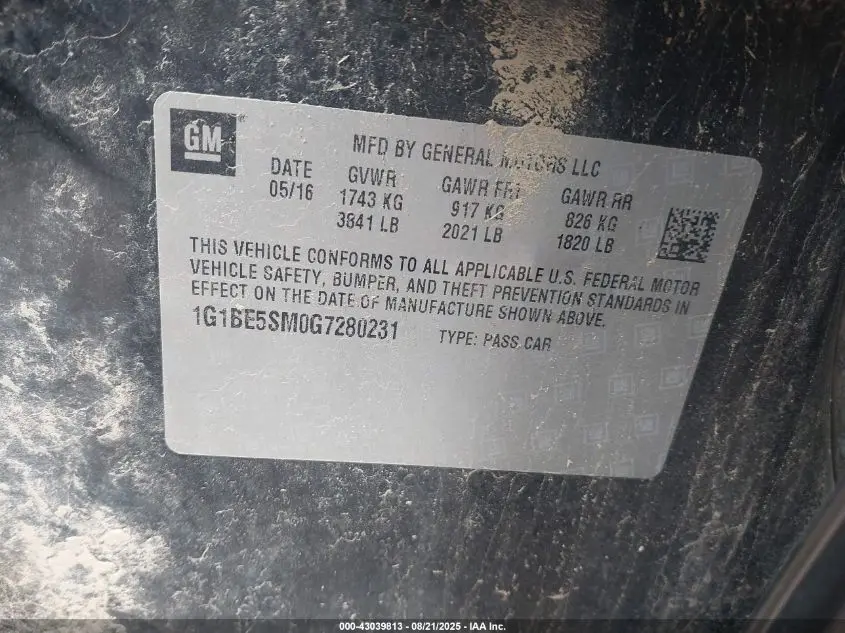 GM
MFD BY GENERAL MOTORS LLC
DATE GVWR GAWR FRT GAWR RR
05/16 1743 KG 917 KG 826 KG
3841 LB 2021 LB 1820 LB
THIS VEHICLE CONFORMS TO ALL APPLICABLE U.S. FEDERAL MOTOR
VEHICLE SAFETY, BUMPER, AND THEFT PREVENTION STANDARDS IN
EFFECT ON THE DATE OF MANUFACTURE SHOWN ABOVE.
1G1BE5SM0G7280231 TYPE: PASS CAR
000-43039813 - 08/21/2025 - IAA Inc.